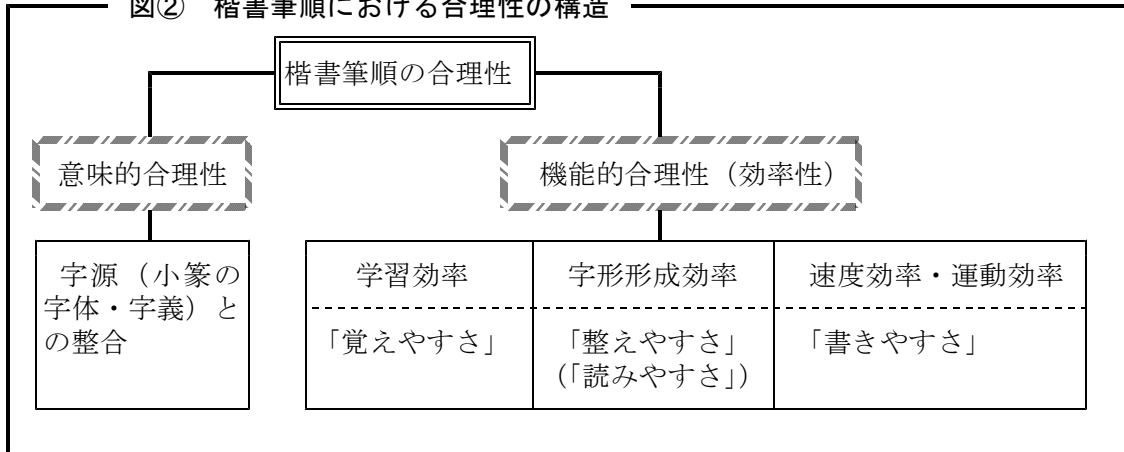 図② 楷書筆順における合理性の構造
楷書筆順の合理性
意味的合理性
機能的合理性(効率性)
字源(小篆の
字体・字義)と
の整合
学習効率
字形形成効率
速度効率・運動効率
「覚えやすさ」
「整えやすさ」
(「読みやすさ」)
「書きやすさ」